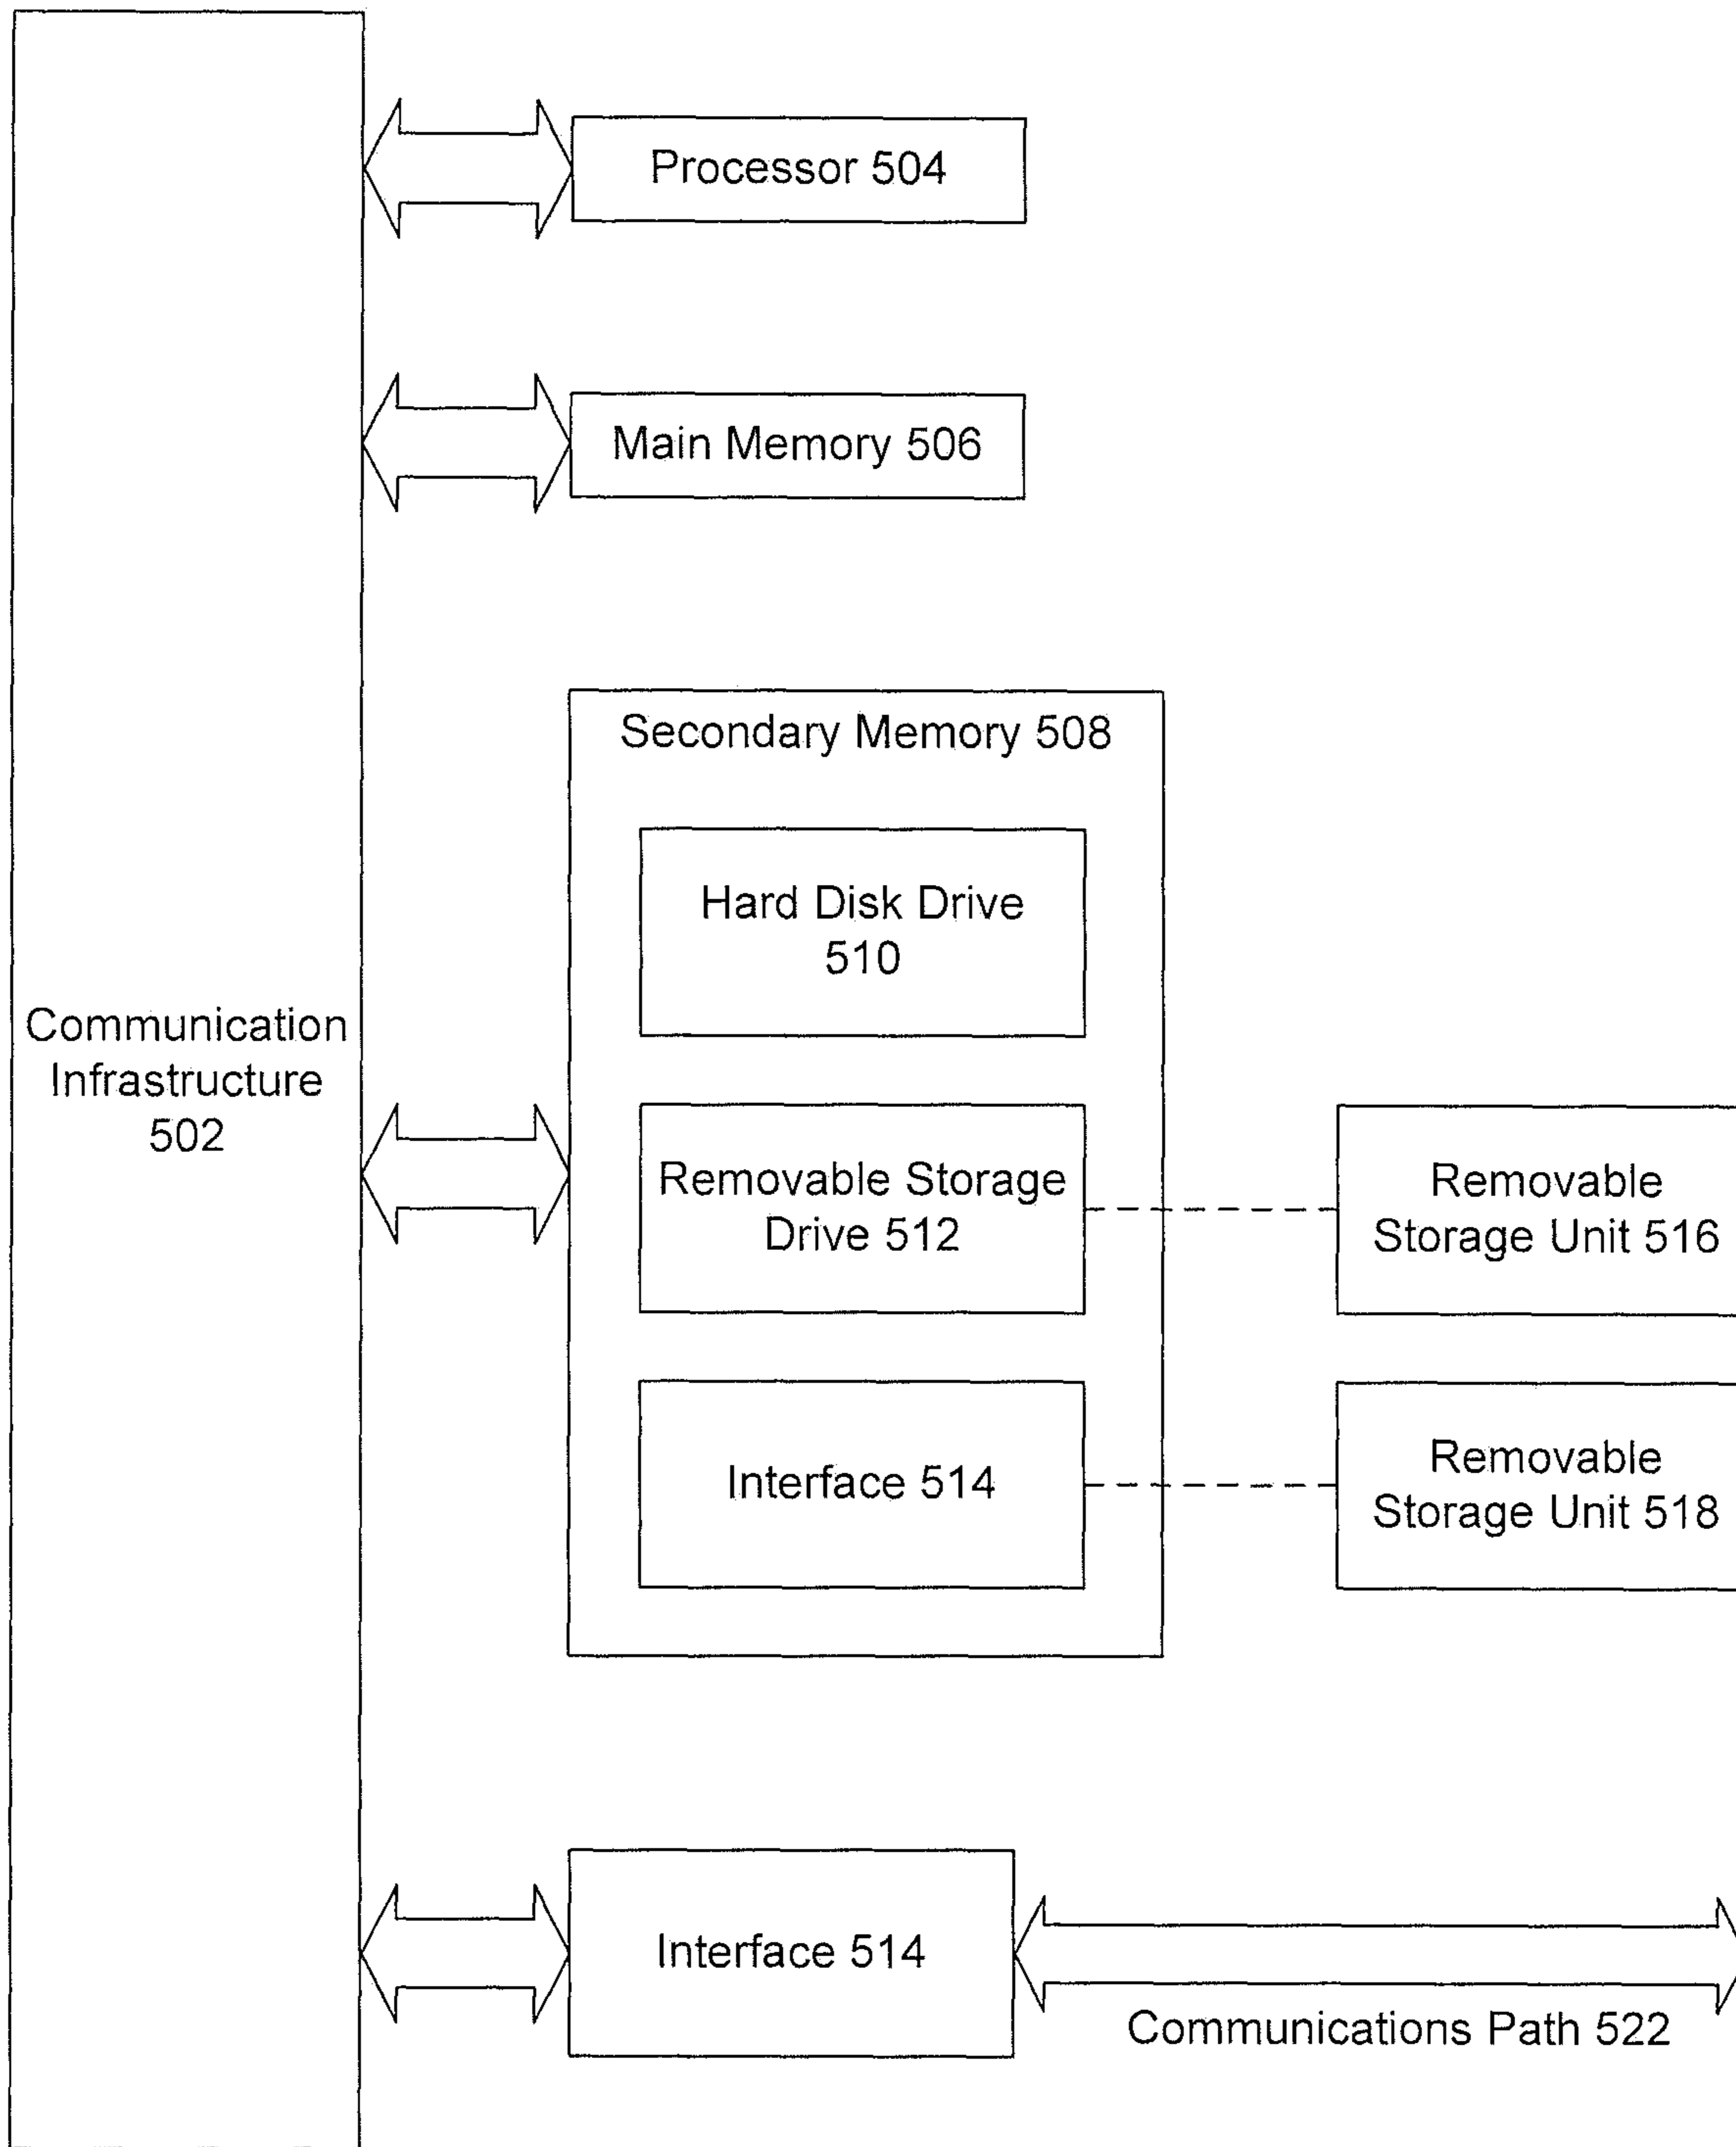 Processor 504
Main Memory 506
Secondary Memory 508
Hard Disk Drive
510
Communication
Infrastructure
502
Removable Storage
Drive 512
Removable
Storage Unit 516
Interface 514
Removable
Storage Unit 518
Interface 514
Communications Path 522